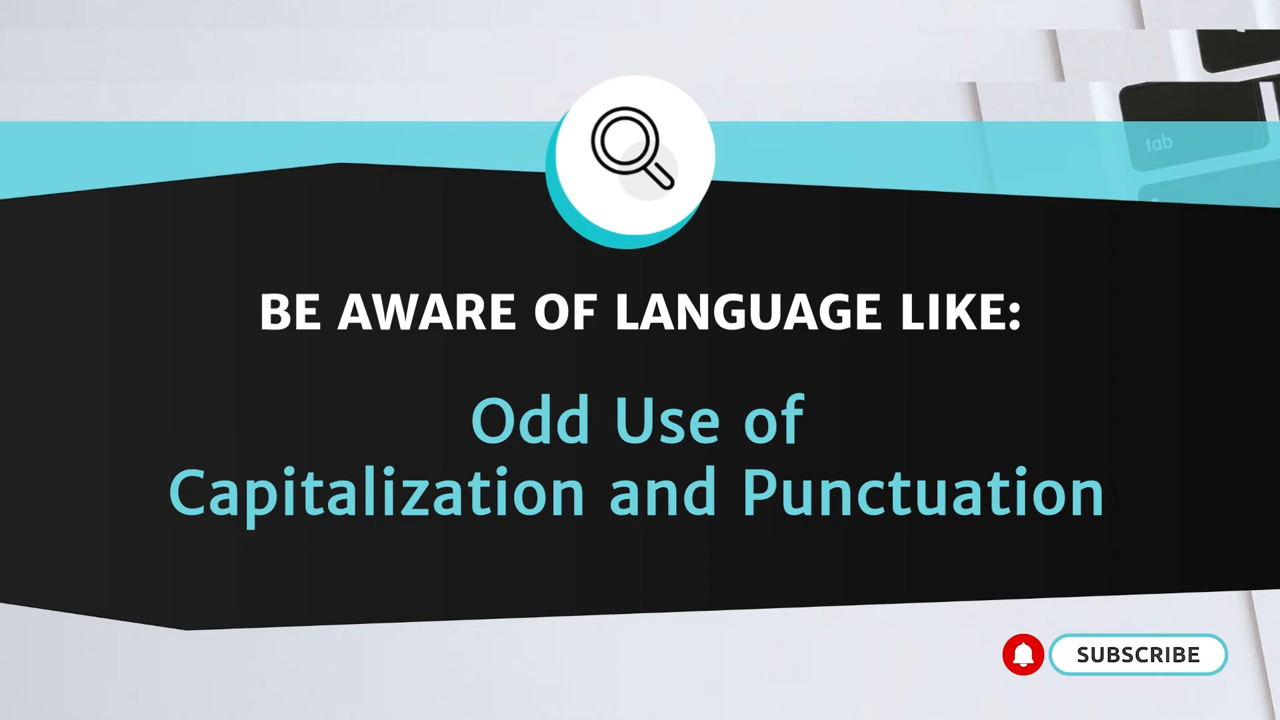 tab
BE AWARE OF LANGUAGE LIKE:
Odd Use of
Capitalization and Punctuation
SUBSCRIBE